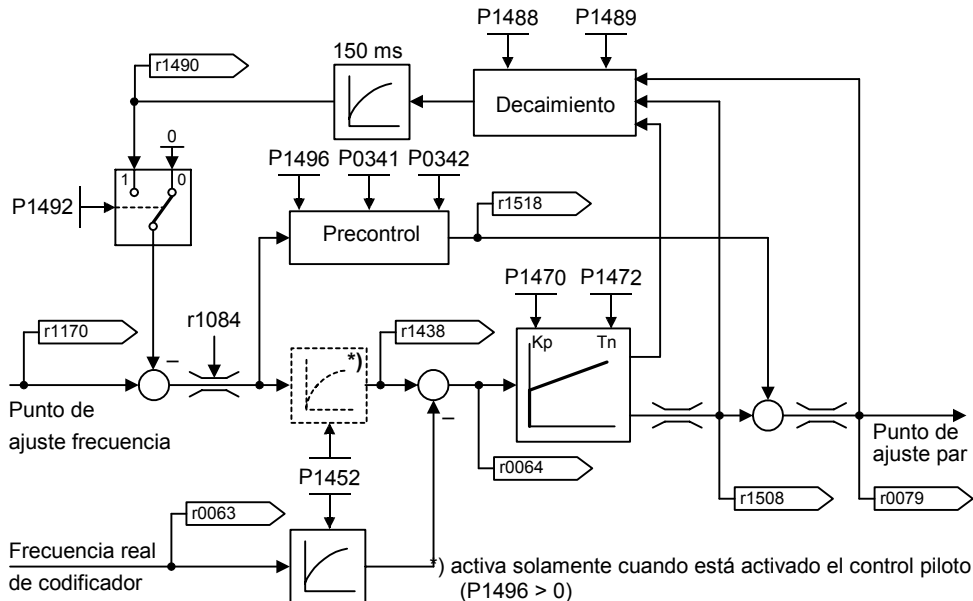 P1488
P1489
150 ms
r1490
Decaimiento
0
P1496
P0341
P0342
1
0
P1492
r1518
Precontrol
P1470
P1472
r1170
r1084
r1438
Kp
Tn
*)
–
–
Punto de
ajuste frecuencia
Punto de
ajuste par
P1452
r0064
r0063
r1508
r0079
Frecuencia real
de codificador
*) activa solamente cuando está activado el control piloto
(P1496 > 0)